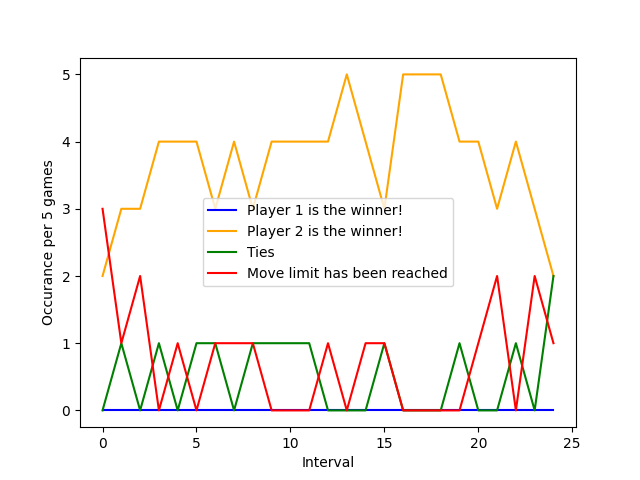 5
4
3
2
1
0
Occurance per 5 games
Player 1 is the winner!
Player 2 is the winner!
Ties
Move limit has been reached
0 5 10 15 20 25
Interval